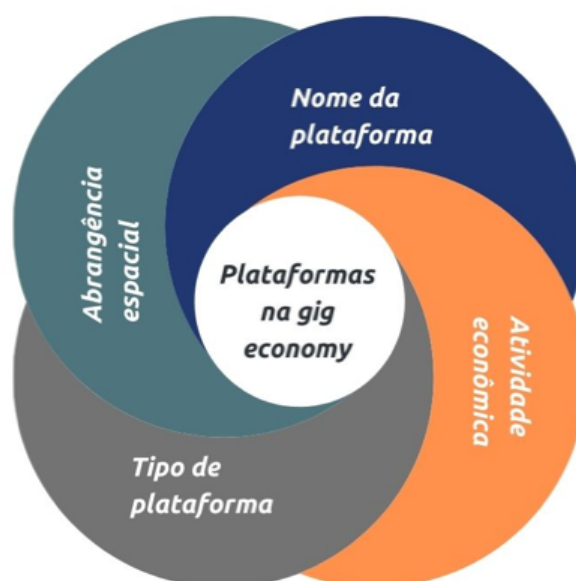 Nome da
plataforma
Abrangência
espacial
Plataformas
na gig
economy
Atividade
econômica
Tipo de
plataforma